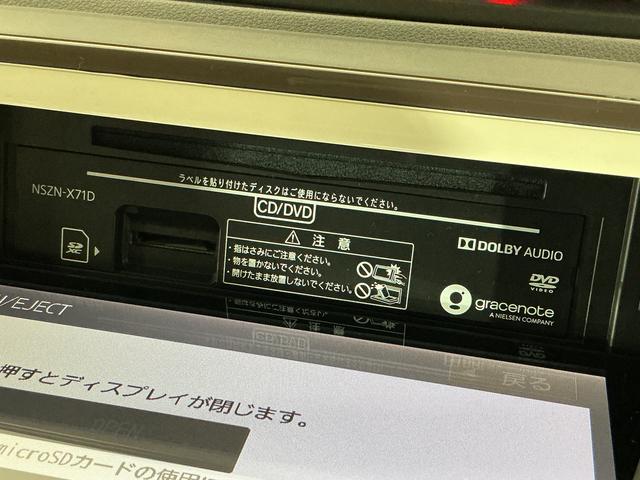 ラベルを貼り付けたディスクはご使用にならないでください。
NSZN-X71D
CD/DVD
SD XC
注 意
・指はさみにご注意ください。
・物を置かないでください。
・開けたまま放置しないでください。
DOLBY AUDIO
DVD
VIDEO
gracenote
A NIELSEN COMPANY
/EJECT
戻る
押すとディスプレイが閉じます。
OPEN
microSDカードの使用に